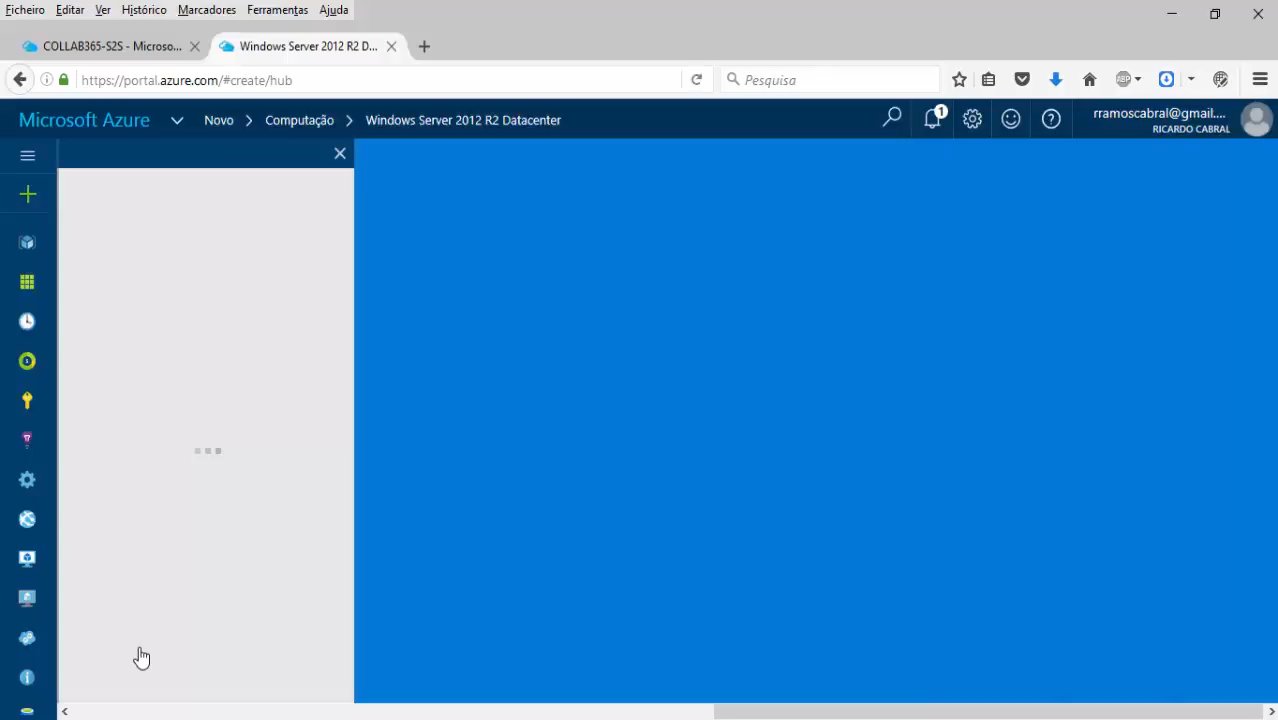 Ficheiro Editar Ver Histórico Marcadores Ferramentas Ajuda
COLLAB365-S2S - Microso...
Windows Server 2012 R2 D...
https://portal.azure.com/#create/hub
Pesquisa
ABP
Microsoft Azure
Novo
Computação
Windows Server 2012 R2 Datacenter
1
rramoscabral@gmail....
RICARDO CABRAL